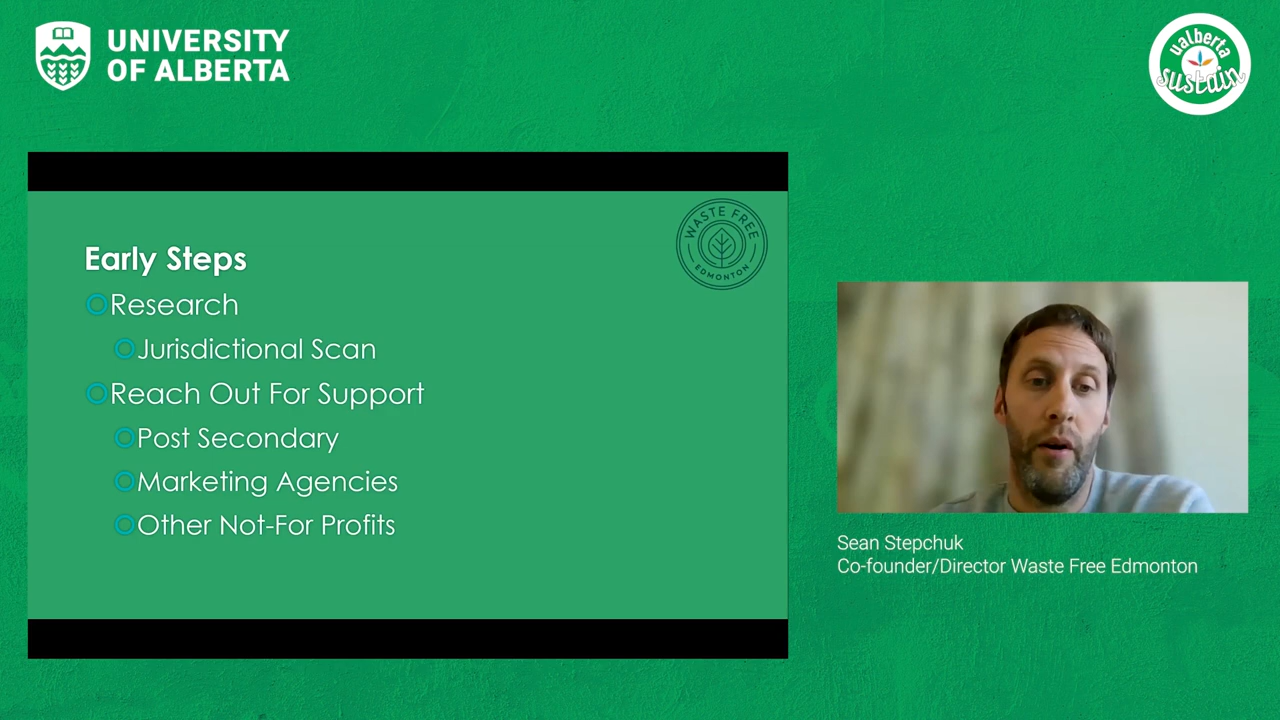 UNIVERSITY
OF ALBERTA
ualberta
sustain
WASTE FREE
EDMONTON
Early Steps
Research
Jurisdictional Scan
Reach Out For Support
Post Secondary
Marketing Agencies
Other Not-For Profits
Sean Stepchuk
Co-founder/Director Waste Free Edmonton